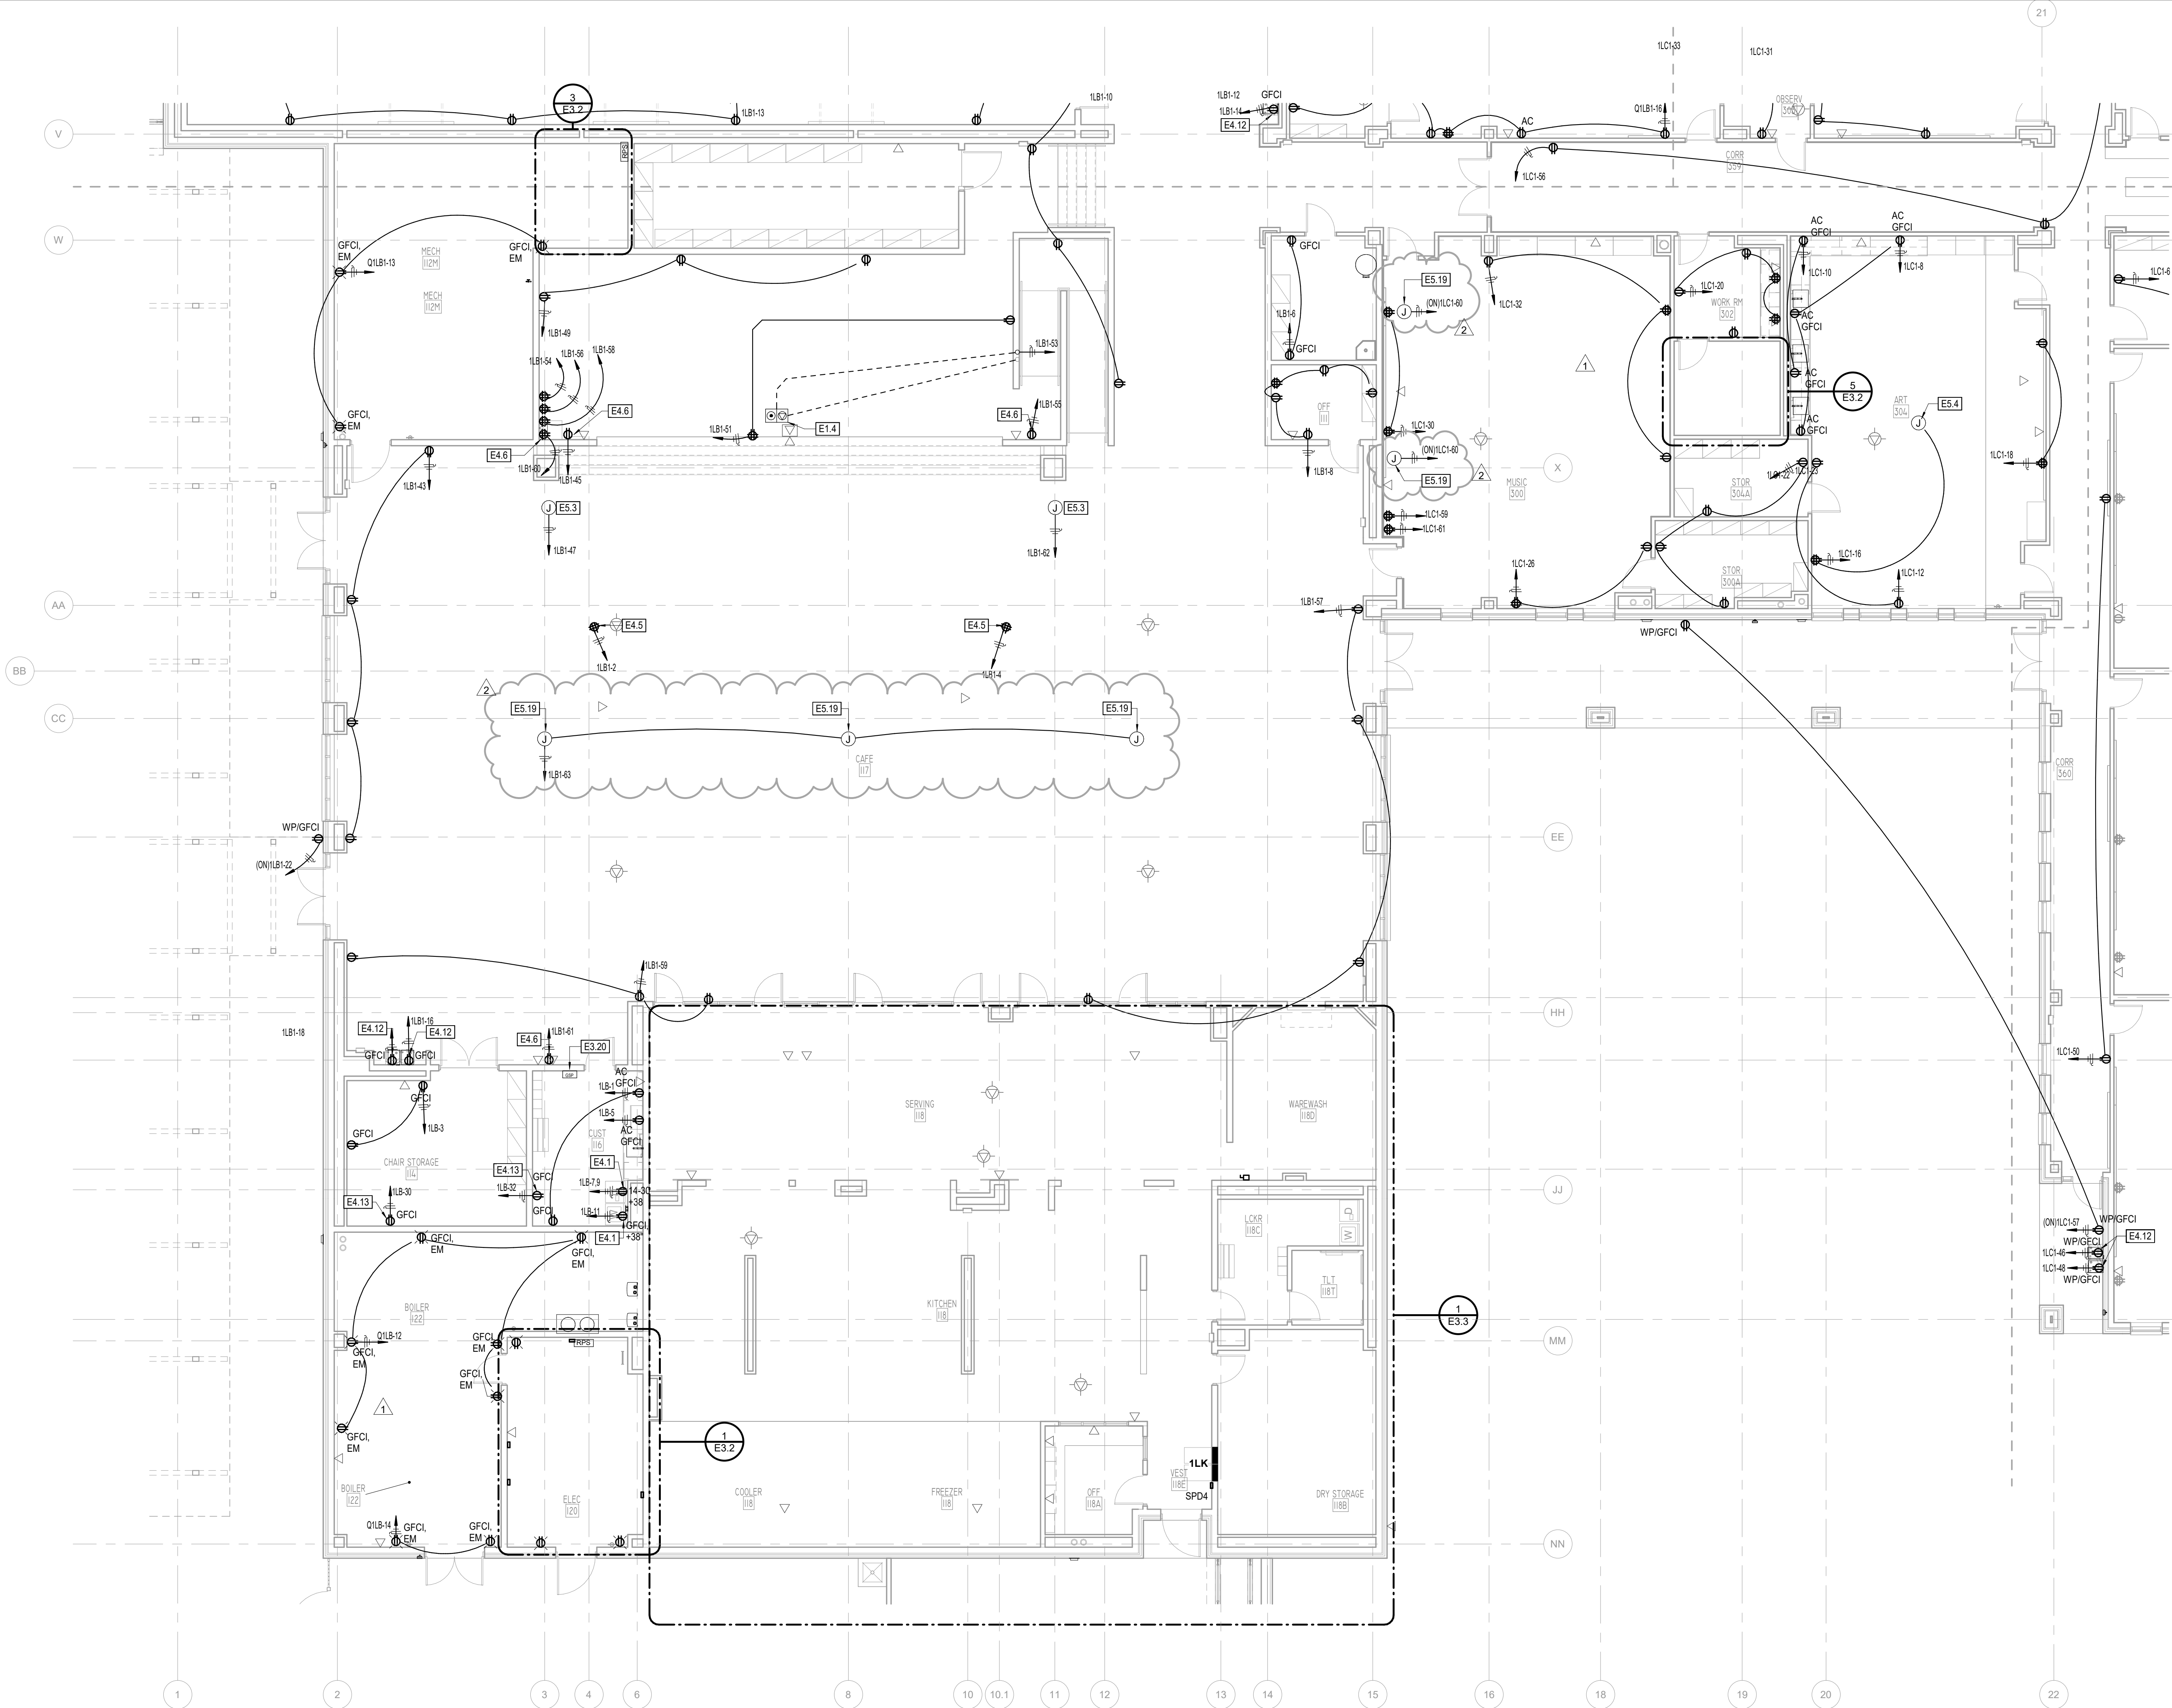 21
1LC1-33
1LC1-31
3
E3.2
1LB1-13
1LB1-10
1LB1-12
GFCI
1LB1-14
E4.12
AC
Q1LB1-16
OBSERV
V
RPS
CORR
359
1LC1-56
W
MECH
112M
GFCI,
EM
Q1LB1-13
GFCI,
EM
MECH
112M
GFCI
E5.19
(ON)1LC1-60
2
1LC1-32
1LC1-20
WORK RM
302
AC
GFCI
AC
GFCI
1LC1-10
1LC1-8
1LC1-6
1LB1-49
1LB1-54
1LB1-56
1LB1-58
1LB1-53
1LB1-6
GFCI
AC
GFCI
1
AC
GFCI
5
E3.2
GFCI,
EM
E4.6
E4.6
1LB1-60
1LB1-45
1LB1-51
E1.4
E4.6
1LB1-55
OFF
111
1LB1-8
1LC1-30
J
(ON)1LC1-60
E5.19
2
ART
304
E5.4
J
AC
GFCI
1LC1-18
X
MUSIC
300
STOR
304A
1LC1-22
1LC1-23
1LB1-43
J
E5.3
1LB1-47
J
E5.3
1LB1-62
1LC1-59
1LC1-61
1LC1-26
STOR
300A
1LC1-16
1LC1-12
AA
1LB1-57
E4.5
1LB1-2
E4.5
1LB1-4
WP/GFCI
BB
2
CC
E5.19
E5.19
E5.19
J
J
J
1LB1-63
CAFE
117
CORR
360
WP/GFCI
(ON)1LB1-22
EE
1LB1-59
HH
1LB1-18
E4.12
1LB1-16
E4.12
GFCI
GFCI
1LB1-61
E4.6
E3.20
GSP
1LC1-50
AC
GFCI
1LB-1
1LB-5
AC
GFCI
GFCI
1LB-3
GFCI
CUST
116
SERVING
118
WAREWASH
118D
CHAIR STORAGE
114
E4.13
GFCI
1LB-32
E4.1
1LB-7,9
14-30
+38
1LB-11
GFCI,
+38"
E4.1
E4.13
1LB-30
GFCI
GFCI
JJ
LCKR
118C
D
W
GFCI,
EM
GFCI,
EM
(ON)1LC1-57
WP/GFCI
WP/GFCI
E4.12
1LC1-46
1LC1-48
WP/GFCI
TLT
118T
BOILER
122
KITCHEN
118
1
E3.3
Q1LB-12
GFCI,
EM
GFCI,
EM
RPS
MM
GFCI,
EM
1
GFCI,
EM
1
E3.2
1LK
SPD4
VEST
118E
BOILER
122
ELEC
120
COOLER
118
FREEZER
118
OFF
118A
DRY STORAGE
118B
Q1LB-14
GFCI,
EM
GFCI,
EM
NN
1
2
3
4
6
8
10
10.1
11
12
13
14
15
16
18
19
20
22